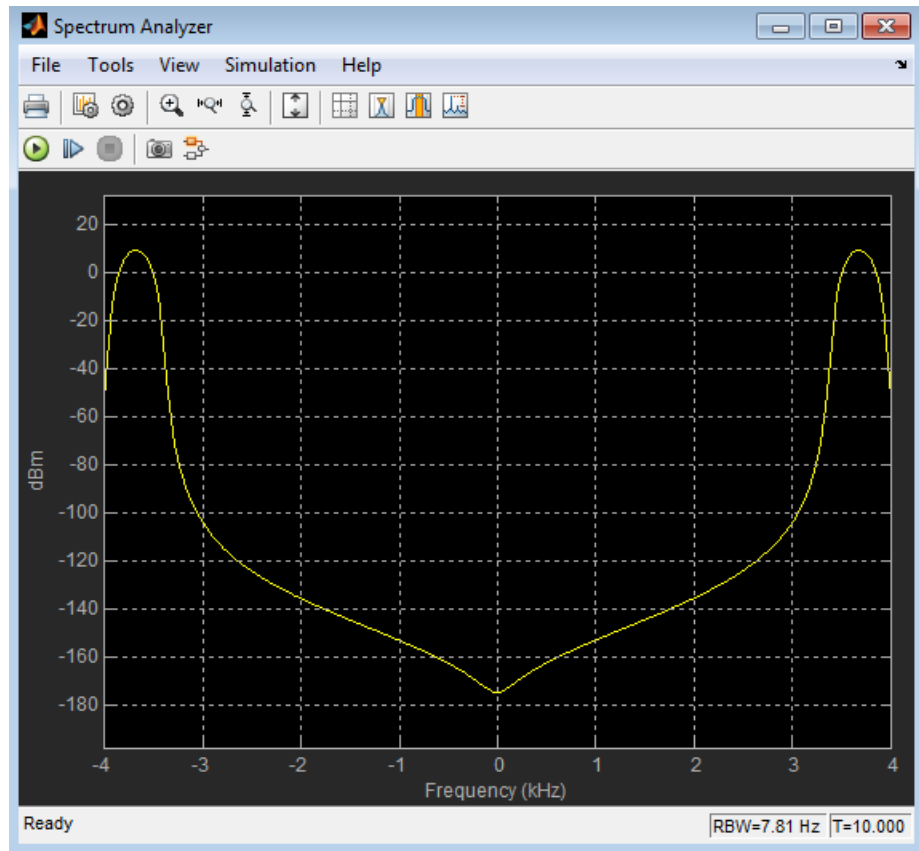 Spectrum Analyzer
File Tools View Simulation Help
20
0
-20
-40
-60
-80
-100
-120
-140
-160
-180
dBm
-4 -3 -2 -1 0 1 2 3 4
Frequency (kHz)
Ready RBW=7.81 Hz T=10.000